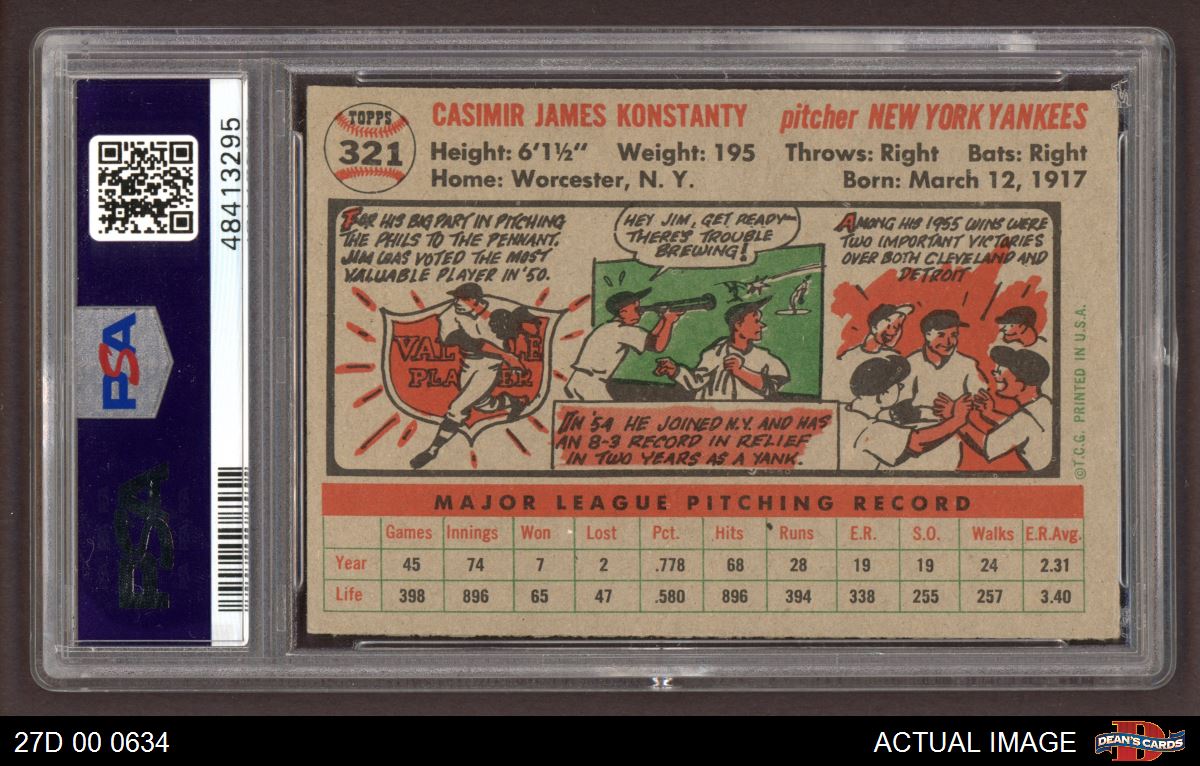 48413295
PSA
PSA
TOPPS
321
CASIMIR JAMES KONSTANTY pitcher NEW YORK YANKEES
Height: 6'1½" Weight: 195 Throws: Right Bats: Right
Home: Worcester, N. Y. Born: March 12, 1917
FOR HIS BIG PART IN PITCHING
THE PHILS TO THE PENNANT,
JIM WAS VOTED THE MOST
VALUABLE PLAYER IN '50.
VAL LE
PLA ER
HEY JIM, GET READY—
THERE'S TROUBLE
BREWING!
IN '54 HE JOINED N.Y. AND HAS
AN 8-3 RECORD IN RELIEF
IN TWO YEARS AS A YANK.
AMONG HIS 1955 WINS WERE
TWO IMPORTANT VICTORIES
OVER BOTH CLEVELAND AND
DETROIT
©T.C.G. PRINTED IN U.S.A.
MAJOR LEAGUE PITCHING RECORD
Games Innings Won Lost Pct. Hits Runs E.R. S.O. Walks E.R.Avg.
Year 45 74 7 2 .778 68 28 19 19 24 2.31
Life 398 896 65 47 .580 896 394 338 255 257 3.40
27D 00 0634
ACTUAL IMAGE
D
DEAN'S CARDS